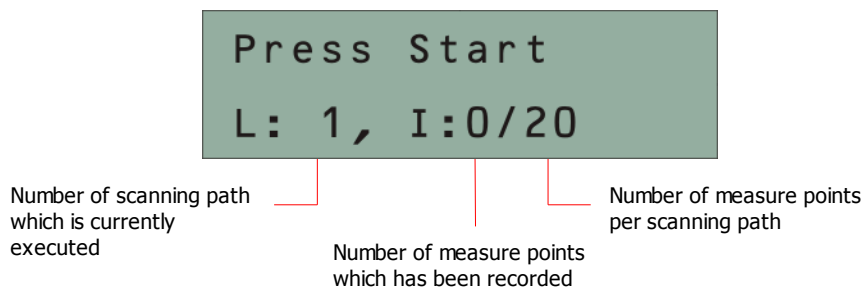 Press Start
L: 1, I:0/20
Number of scanning path
which is currently
executed
Number of measure points
which has been recorded
Number of measure points
per scanning path